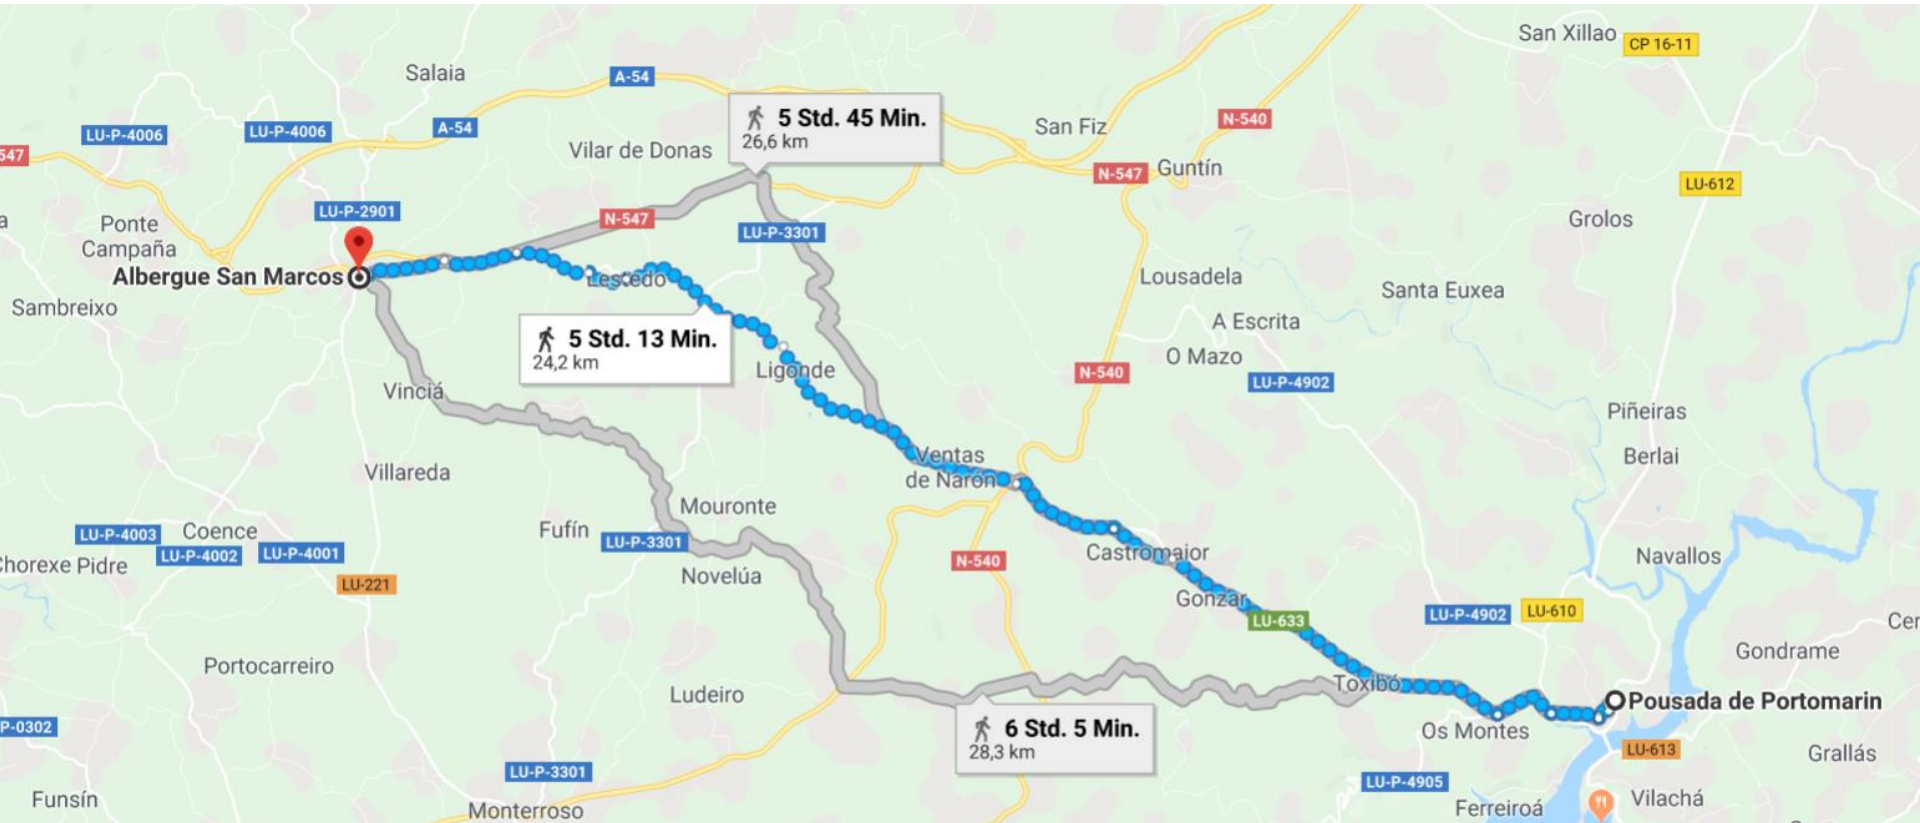 San Xillao
CP 16-11
Salaia
A-54
5 Std. 45 Min.
26,6 km
LU-P-4006
LU-P-4006
A-54
San Fiz
N-540
547
Vilar de Donas
N-547
Guntín
LU-612
LU-P-2901
N-547
LU-P-3301
Grolos
a
Ponte
Campaña
Albergue San Marcos
Lestedo
Lousadela
Santa Euxea
Sambreixo
5 Std. 13 Min.
24,2 km
A Escrita
O Mazo
Ligonde
N-540
LU-P-4902
Vinciá
Piñeiras
Ventas
de Narón
Berlai
Villareda
Mouronte
Fufín
LU-P-3301
Coence
LU-P-4003
LU-P-4002
LU-P-4001
Chorexe Pidre
LU-221
Novelúa
N-540
Castromaior
Navallos
Gonzar
LU-633
LU-P-4902
LU-610
Cer
Gondrame
Portocarreiro
Ludeiro
Toxibó
Pousada de Portomarin
P-0302
6 Std. 5 Min.
28,3 km
Os Montes
LU-613
Grallás
LU-P-3301
LU-P-4905
Funsín
Monterroso
Ferreiroá
Vilachá